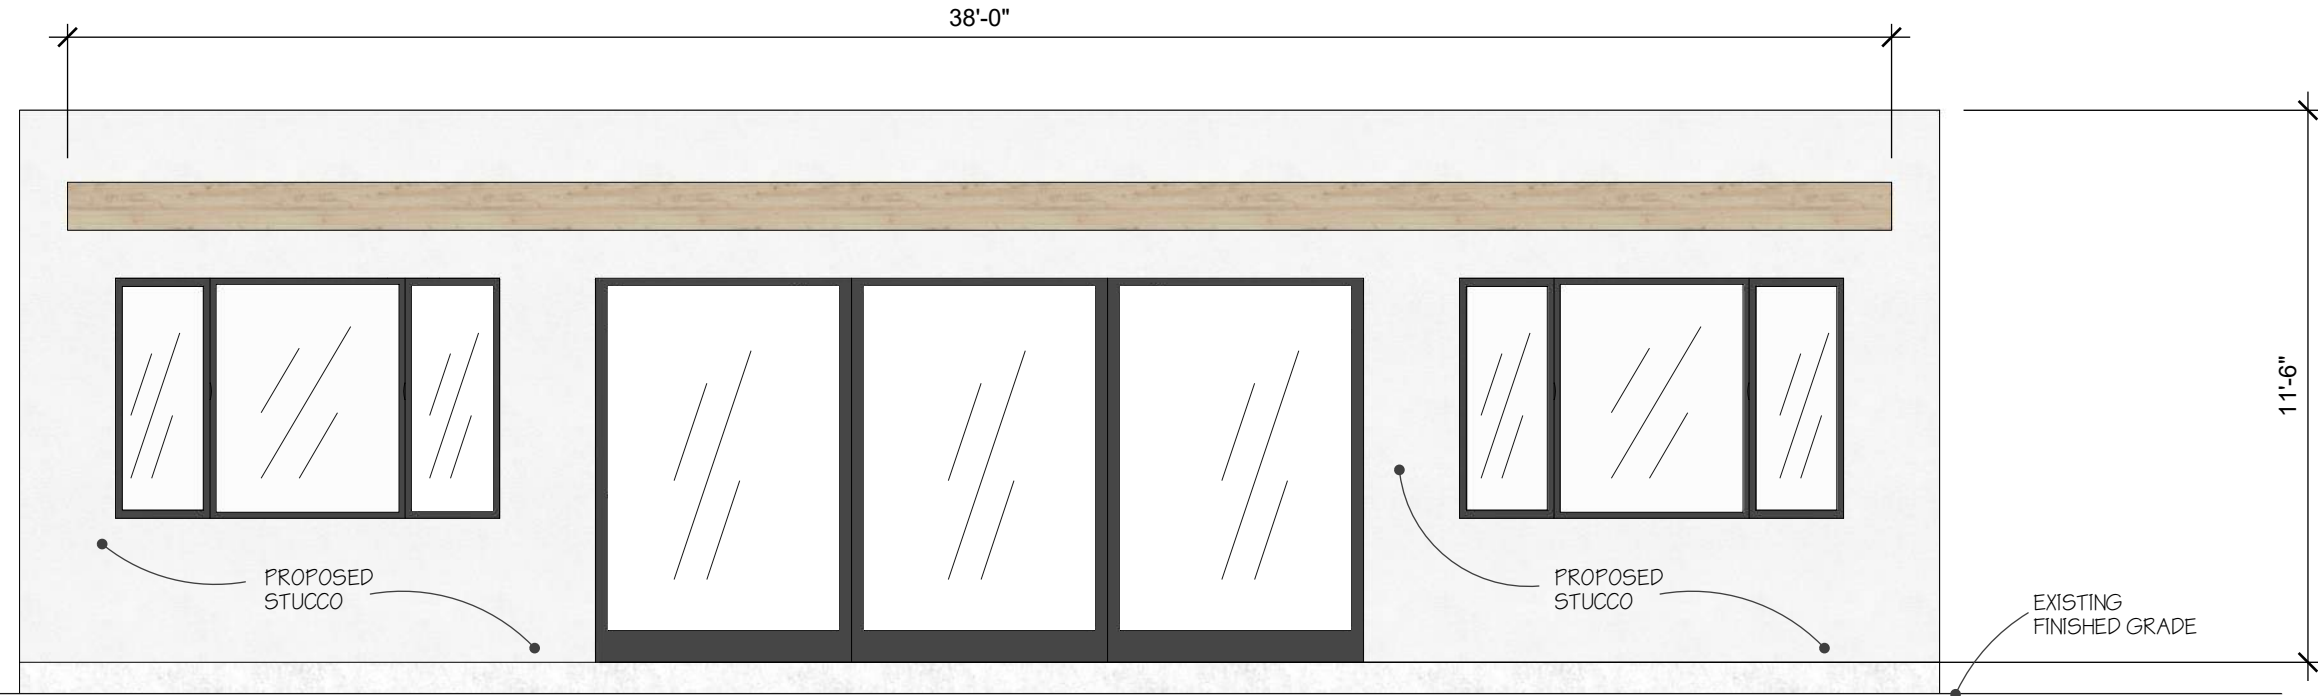 38'-0"
11'-6"
PROPOSED
STUCCO
PROPOSED
STUCCO
EXISTING
FINISHED GRADE